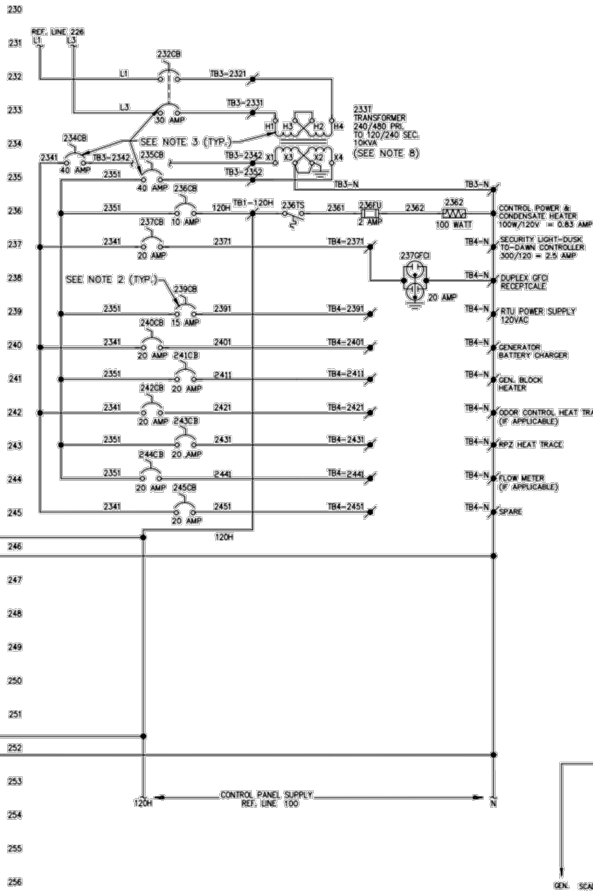 230
REF. LINE 226
231 L1 L3
232CB
232 L1 TB3-2321
233 L3 30 AMP TB3-2331 H1 H3 H2 H4
233T
TRANSFORMER
240/480 PRI.
TO 120/240 SEC.
10KVA
(SEE NOTE 8)
234 234CB SEE NOTE 3 (TYP.)
2341 40 AMP TB3-2342 235CB TB3-2342 X1 X3 X2 X4
235 2351 40 AMP TB3-2352 TB3-N TB3-N
236CB
236 2351 10 AMP 120H TB1-120H 236TS 2361 236FU 2 AMP 2362 2362 100 WATT
CONTROL POWER &
CONDENSATE HEATER
100W/120V = 0.83 AMP
237CB
237 2341 20 AMP 2371 TB4-2371 237GFCI TB4-N
SECURITY LIGHT-DUSK
TO-DAWN CONTROLLER
300/120 = 2.5 AMP
238 SEE NOTE 2 (TYP.) 20 AMP TB4-N
DUPLEX GFCI
RECEPTCALE
239CB
239 2351 15 AMP 2391 TB4-2391 TB4-N
RTU POWER SUPPLY
120VAC
240CB
240 2341 20 AMP 2401 TB4-2401 TB4-N
GENERATOR
BATTERY CHARGER
241CB
241 2351 20 AMP 2411 TB4-2411 TB4-N
GEN. BLOCK
HEATER
242CB
242 2341 20 AMP 2421 TB4-2421 TB4-N
ODOR CONTROL HEAT TRA
(IF APPLICABLE)
243CB
243 2351 20 AMP 2431 TB4-2431 TB4-N RPZ HEAT TRACE
244CB
244 2351 20 AMP 2441 TB4-2441 TB4-N
FLOW METER
(IF APPLICABLE)
245CB
245 2341 20 AMP 2451 TB4-2451 TB4-N SPARE
120H
246
247
248
249
250
251
252
253
CONTROL PANEL SUPPLY
120H REF. LINE 100 N
254
255
256
GEN. SCA